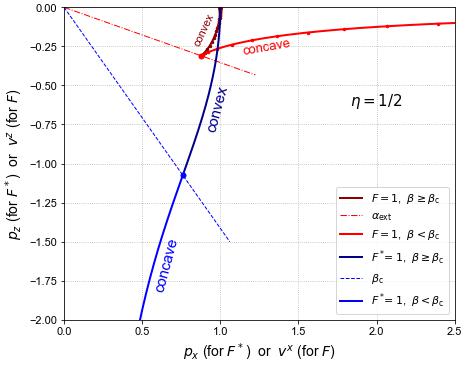 0.00
−0.25
−0.50
−0.75
−1.00
−1.25
−1.50
−1.75
−2.00
0.0 0.5 1.0 1.5 2.0 2.5
p_z (for F*) or v^z (for F)
p_x (for F*) or v^x (for F)
convex
concave
convex
concave
η = 1/2
F = 1, β ≥ β_c
α_ext
F = 1, β < β_c
F* = 1, β ≥ β_c
β_c
F* = 1, β < β_c